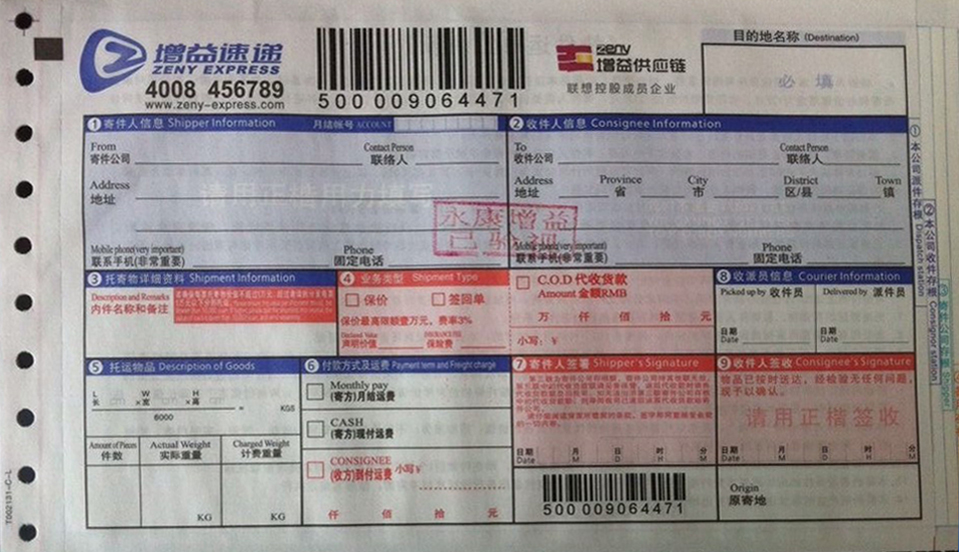 增益速递
ZENY EXPRESS
4008 456789
www.zeny-express.com
500 009064471
zeny
增益供应链
联想控股成员企业
目的地名称 (Destination)
必 填
① 寄件人信息 Shipper Information 月结帐号 ACCOUNT
② 收件人信息 Consignee Information
From
寄件公司
Contact Person
联络人
To
收件公司
Contact Person
联络人
Address
地址
Address
地址
Province
省
City
市
District
区/县
Town
镇
请用正楷用力填写
永康增益
已验视
Mobile phone(very important)
联系手机(非常重要)
Phone
固定电话
Mobile phone(very important)
联系手机(非常重要)
Phone
固定电话
③ 托寄物详细资料 Shipment Information
Description and Remarks
内件名称和备注
④ 业务类型 Shipment Type
保价 签回单
保价最高限额壹万元，费率3%
Declared Value
声明价值
INSURANCE
保险费
C.O.D 代收货款
Amount 金额RMB
万 仟 佰 拾 元
小写: ¥
⑧ 收派员信息 Courier Information
Picked up by 收件员
Delivered by 派件员
日期
Date
日期
Date
⑤ 托运物品 Description of Goods
L
长 cm × W
宽 cm × H
高 cm
6000
= KGS
Amount of Pieces
件数
Actual Weight
实际重量
Charged Weight
计费重量
KG KG
⑥ 付款方式及运费 Payment term and Freight charge
Monthly pay
(寄方)月结运费
CASH
(寄方)现付运费
CONSIGNEE
(收方)到付运费 小写¥
仟 佰 拾 元
⑦ 寄件人签署 Shipper's Signature
日期 月 日 时 分
Date M D H M
⑨ 收件人签收 Consignee's Signature
物品已按时送达，经检验无任何问题，
现予以确认。
请用正楷签收
日期 月 日 时 分
Date M D H M
500 009064471
Origin
原寄地
① 本公司派件存根 Dispatch station
② 本公司收件存根 Consignor station
T002131-C-L